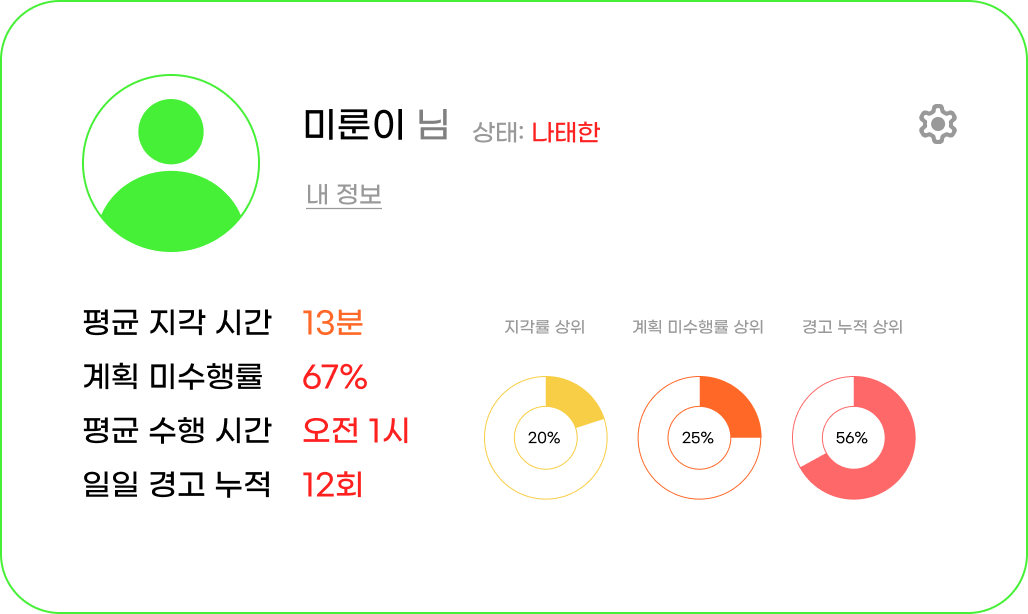 미룬이 님 상태: 나태한
내 정보
평균 지각 시간 13분
계획 미수행률 67%
평균 수행 시간 오전 1시
일일 경고 누적 12회
지각률 상위 계획 미수행률 상위 경고 누적 상위
20% 25% 56%